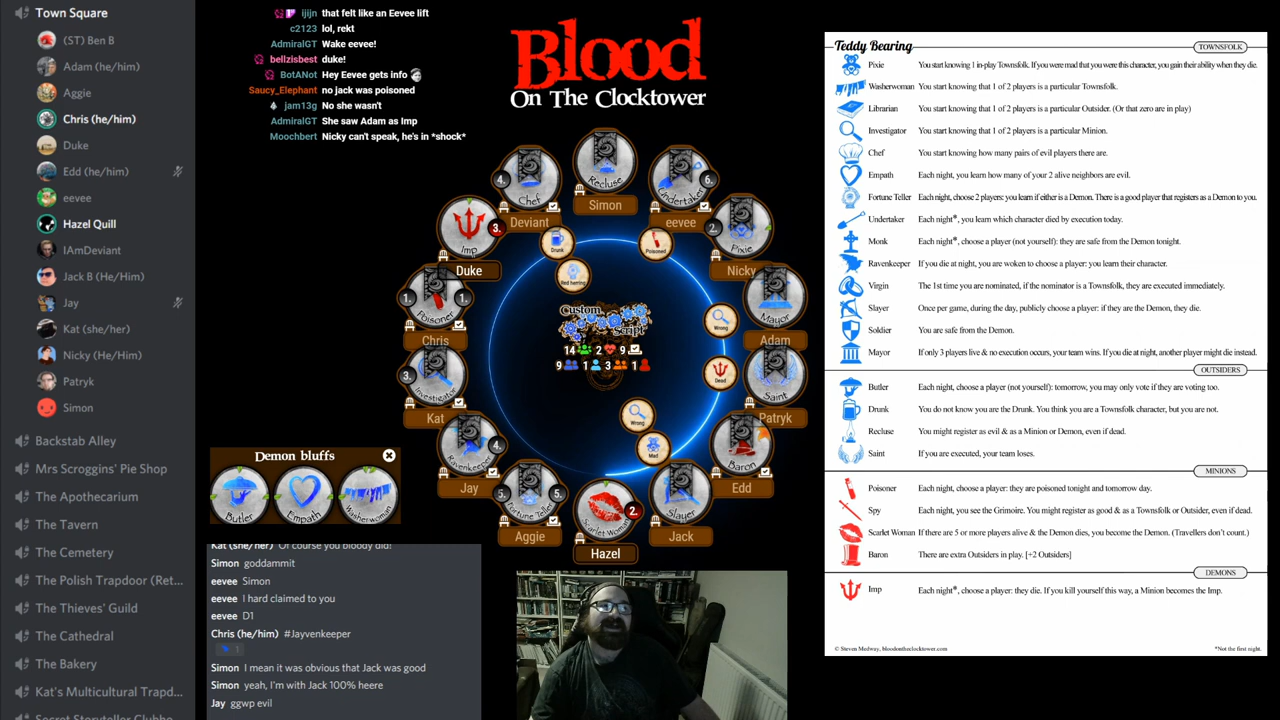 Town Square
(ST) Ben B
Adam (he/him)
Aggie
Chris (he/him)
Duke
Edd (he/him)
eevee
Hazel Quill
IAmDeviant
Jack B (He/Him)
Jay
Kat (she/her)
Nicky (He/Him)
Patryk
Simon
Backstab Alley
Mrs Scroggins' Pie Shop
The Apothecarium
The Tavern
The Cemetery
The Polish Trapdoor (Ret...
The Thieves' Guild
The Cathedral
The Bakery
Kat's Multicultural Trapd...
Secret Storyteller Clubho...
ijijn that felt like an Eevee lift
c2123 lol, rekt
AdmiralGT Wake eevee!
bellzisbest duke!
BotANot Hey Eevee gets info
Saucy_Elephant no jack was poisoned
jam13g No she wasn't
AdmiralGT She saw Adam as Imp
Moochbert Nicky can't speak, he's in *shock*
Blood
On The Clocktower
Recluse
Simon
Undertaker
6.
eevee
Pixie
2.
Nicky
Mayor
Adam
Saint
Patryk
Baron
Edd
Slayer
Jack
Scarlet Woman
2.
Hazel
Fortune Teller
5.
5.
Aggie
Ravenkeeper
4.
Jay
Investigator
3.
Kat
Poisoner
1.
1.
Chris
Imp
3.
Duke
Chef
4.
Deviant
Drunk
Red herring
Poisoned
Wrong
Dead
Wrong
Mad
Custom
Script
14 2 9
9 1 3 1
Demon bluffs
Butler
Empath
Washerwoman
Kat (she/her) Of course you bloody did!
Simon goddammit
eevee Simon
eevee I hard claimed to you
eevee D1
Chris (he/him) #Jayvenkeeper
1
Simon I mean it was obvious that Jack was good
Simon yeah, I'm with Jack 100% heere
Jay ggwp evil
Teddy Bearing
TOWNSFOLK
Pixie You start knowing 1 in-play Townsfolk. If you were mad that you were this character, you gain their ability when they die.
Washerwoman You start knowing that 1 of 2 players is a particular Townsfolk.
Librarian You start knowing that 1 of 2 players is a particular Outsider. (Or that zero are in play)
Investigator You start knowing that 1 of 2 players is a particular Minion.
Chef You start knowing how many pairs of evil players there are.
Empath Each night, you learn how many of your 2 alive neighbors are evil.
Fortune Teller Each night, choose 2 players: you learn if either is a Demon. There is a good player that registers as a Demon to you.
Undertaker Each night*, you learn which character died by execution today.
Monk Each night*, choose a player (not yourself): they are safe from the Demon tonight.
Ravenkeeper If you die at night, you are woken to choose a player: you learn their character.
Virgin The 1st time you are nominated, if the nominator is a Townsfolk, they are executed immediately.
Slayer Once per game, during the day, publicly choose a player: if they are the Demon, they die.
Soldier You are safe from the Demon.
Mayor If only 3 players live & no execution occurs, your team wins. If you die at night, another player might die instead.
OUTSIDERS
Butler Each night, choose a player (not yourself): tomorrow, you may only vote if they are voting too.
Drunk You do not know you are the Drunk. You think you are a Townsfolk character, but you are not.
Recluse You might register as evil & as a Minion or Demon, even if dead.
Saint If you are executed, your team loses.
MINIONS
Poisoner Each night, choose a player: they are poisoned tonight and tomorrow day.
Spy Each night, you see the Grimoire. You might register as good & as a Townsfolk or Outsider, even if dead.
Scarlet Woman If there are 5 or more players alive & the Demon dies, you become the Demon. (Travellers don't count.)
Baron There are extra Outsiders in play. [+2 Outsiders]
DEMONS
Imp Each night*, choose a player: they die. If you kill yourself this way, a Minion becomes the Imp.
© Steven Medway, bloodontheclocktower.com
*Not the first night.